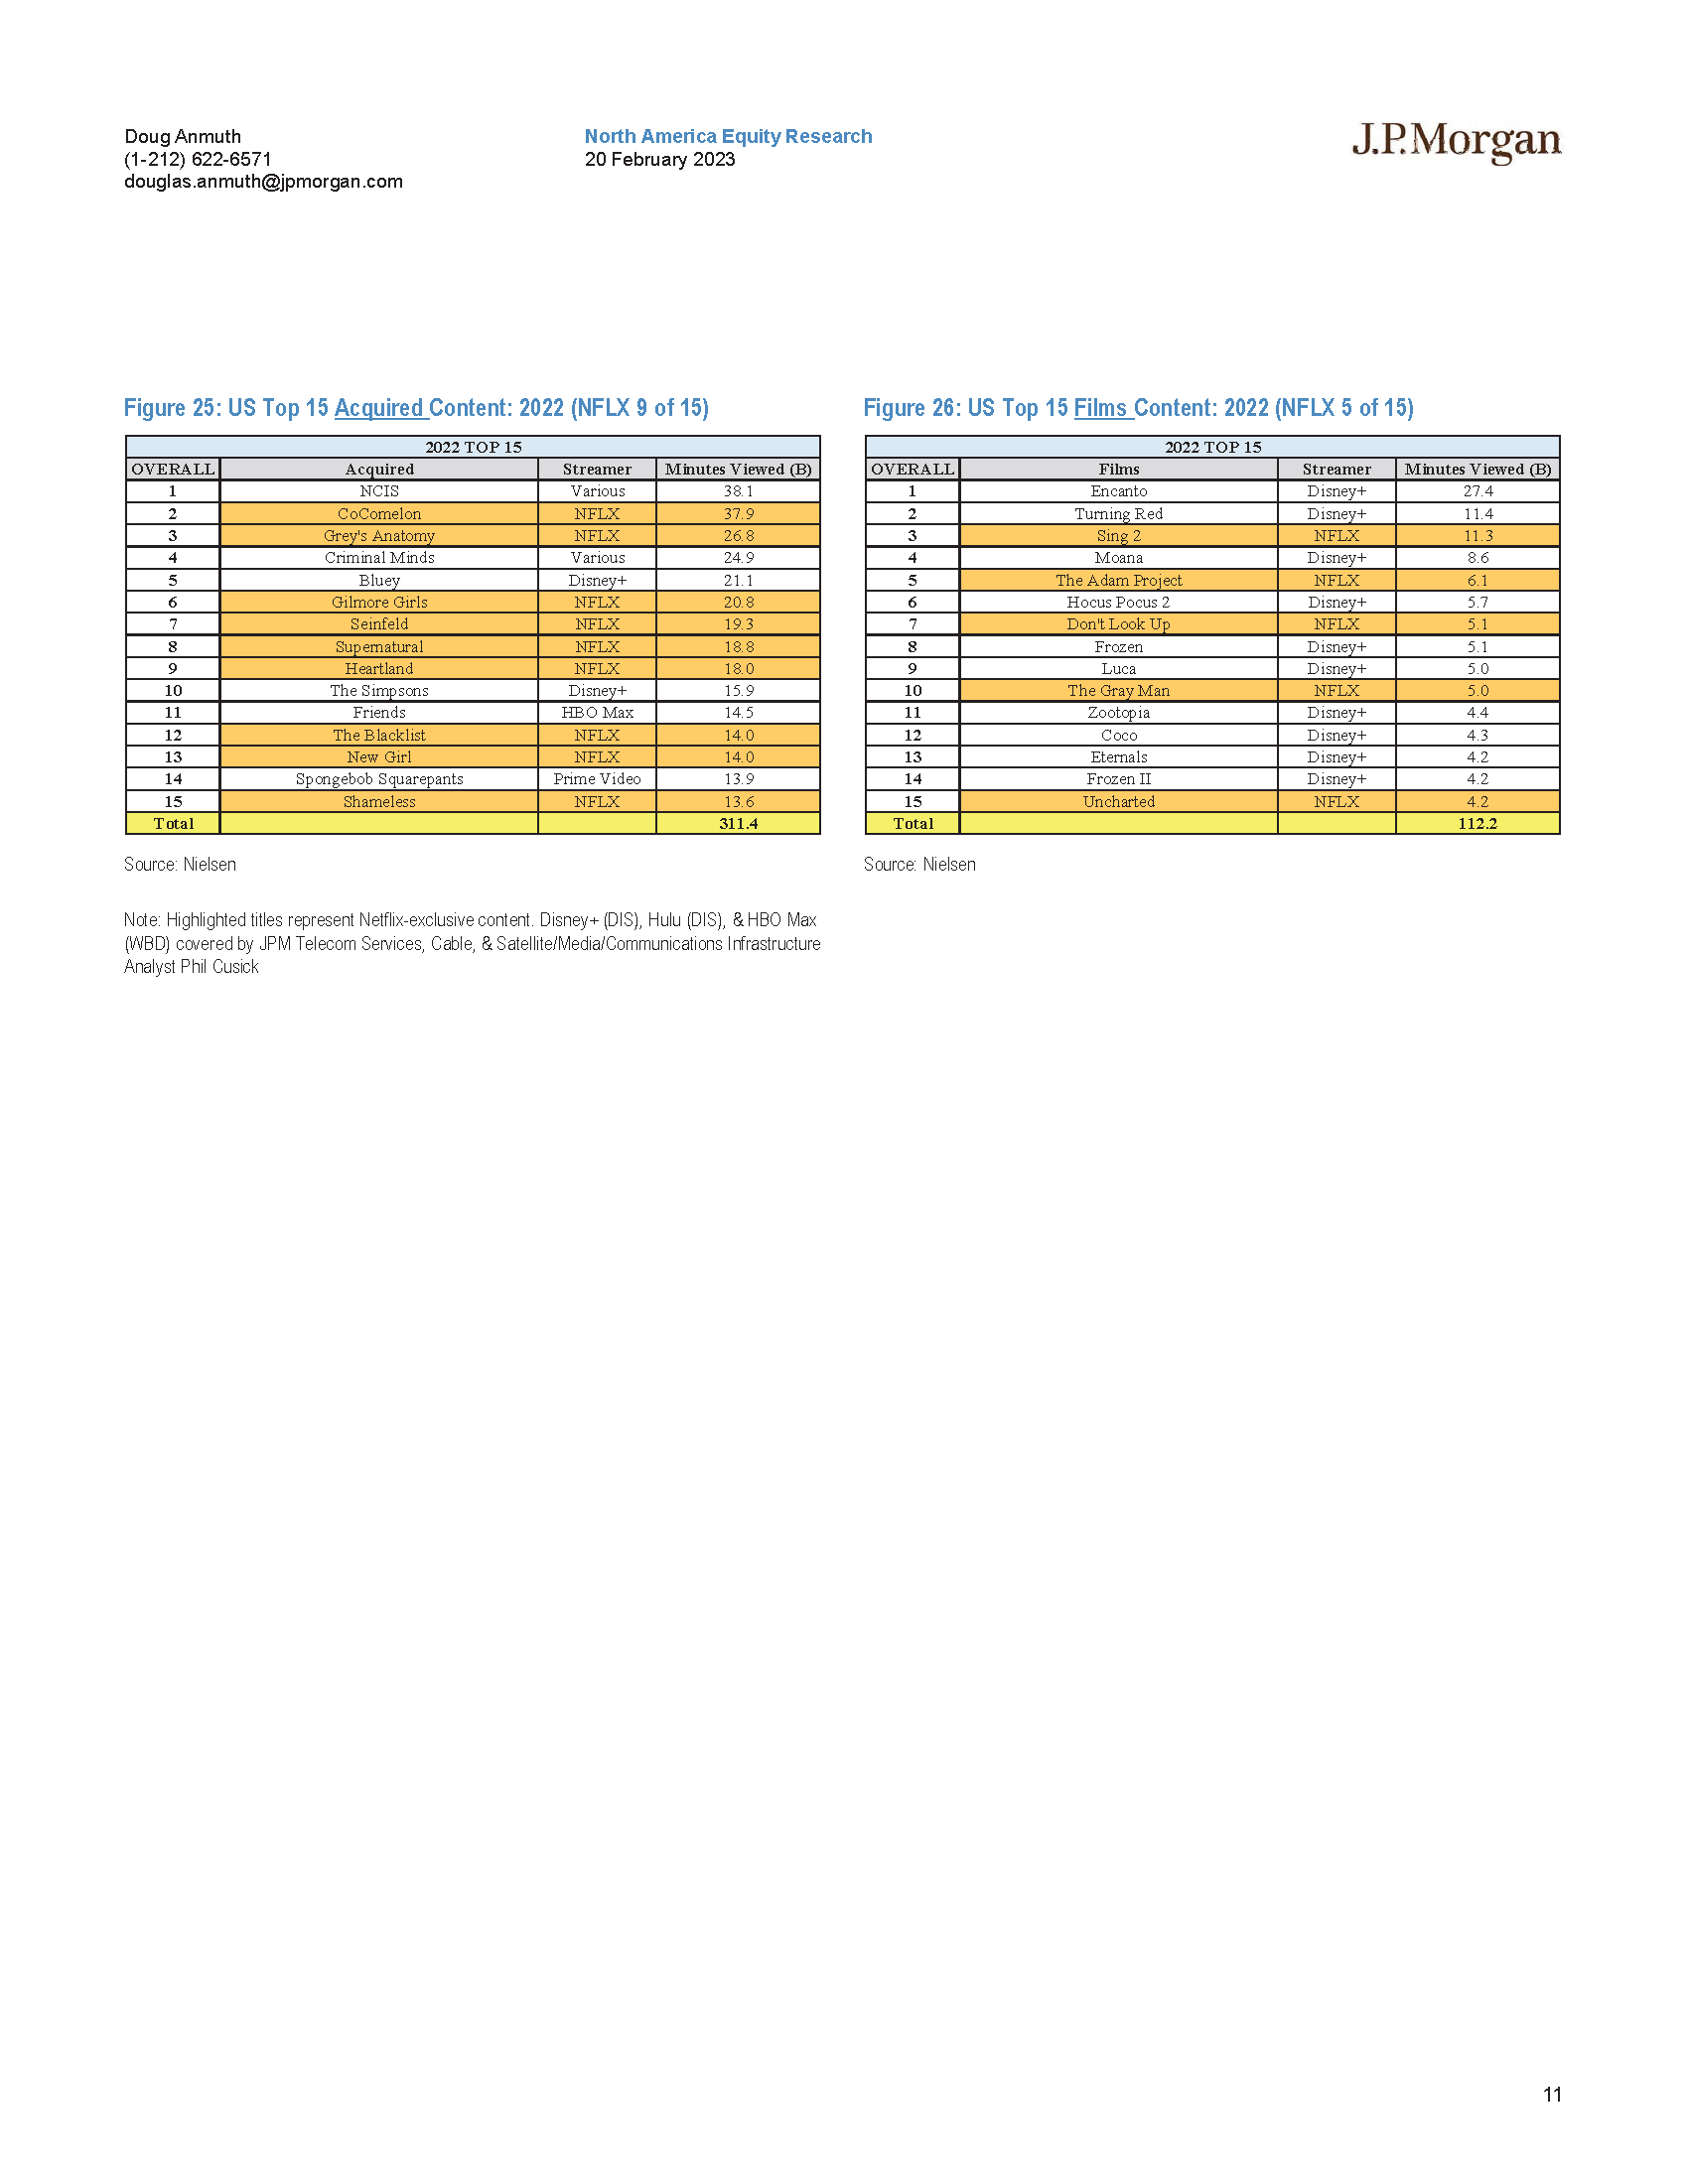 Doug Anmuth
(1-212) 622-6571
douglas.anmuth@jpmorgan.com
North America Equity Research
20 February 2023
J.P.Morgan
Figure 25: US Top 15 Acquired Content: 2022 (NFLX 9 of 15)
2022 TOP 15
OVERALL Acquired Streamer Minutes Viewed (B)
1 NCIS Various 38.1
2 CoComelon NFLX 37.9
3 Grey's Anatomy NFLX 26.8
4 Criminal Minds Various 24.9
5 Bluey Disney+ 21.1
6 Gilmore Girls NFLX 20.8
7 Seinfeld NFLX 19.3
8 Supernatural NFLX 18.8
9 Heartland NFLX 18.0
10 The Simpsons Disney+ 15.9
11 Friends HBO Max 14.5
12 The Blacklist NFLX 14.0
13 New Girl NFLX 14.0
14 Spongebob Squarepants Prime Video 13.9
15 Shameless NFLX 13.6
Total 311.4
Source: Nielsen
Note: Highlighted titles represent Netflix-exclusive content. Disney+ (DIS), Hulu (DIS), & HBO Max
(WBD) covered by JPM Telecom Services, Cable, & Satellite/Media/Communications Infrastructure
Analyst Phil Cusick
Figure 26: US Top 15 Films Content: 2022 (NFLX 5 of 15)
2022 TOP 15
OVERALL Films Streamer Minutes Viewed (B)
1 Encanto Disney+ 27.4
2 Turning Red Disney+ 11.4
3 Sing 2 NFLX 11.3
4 Moana Disney+ 8.6
5 The Adam Project NFLX 6.1
6 Hocus Pocus 2 Disney+ 5.7
7 Don't Look Up NFLX 5.1
8 Frozen Disney+ 5.1
9 Luca Disney+ 5.0
10 The Gray Man NFLX 5.0
11 Zootopia Disney+ 4.4
12 Coco Disney+ 4.3
13 Eternals Disney+ 4.2
14 Frozen II Disney+ 4.2
15 Uncharted NFLX 4.2
Total 112.2
Source: Nielsen
11